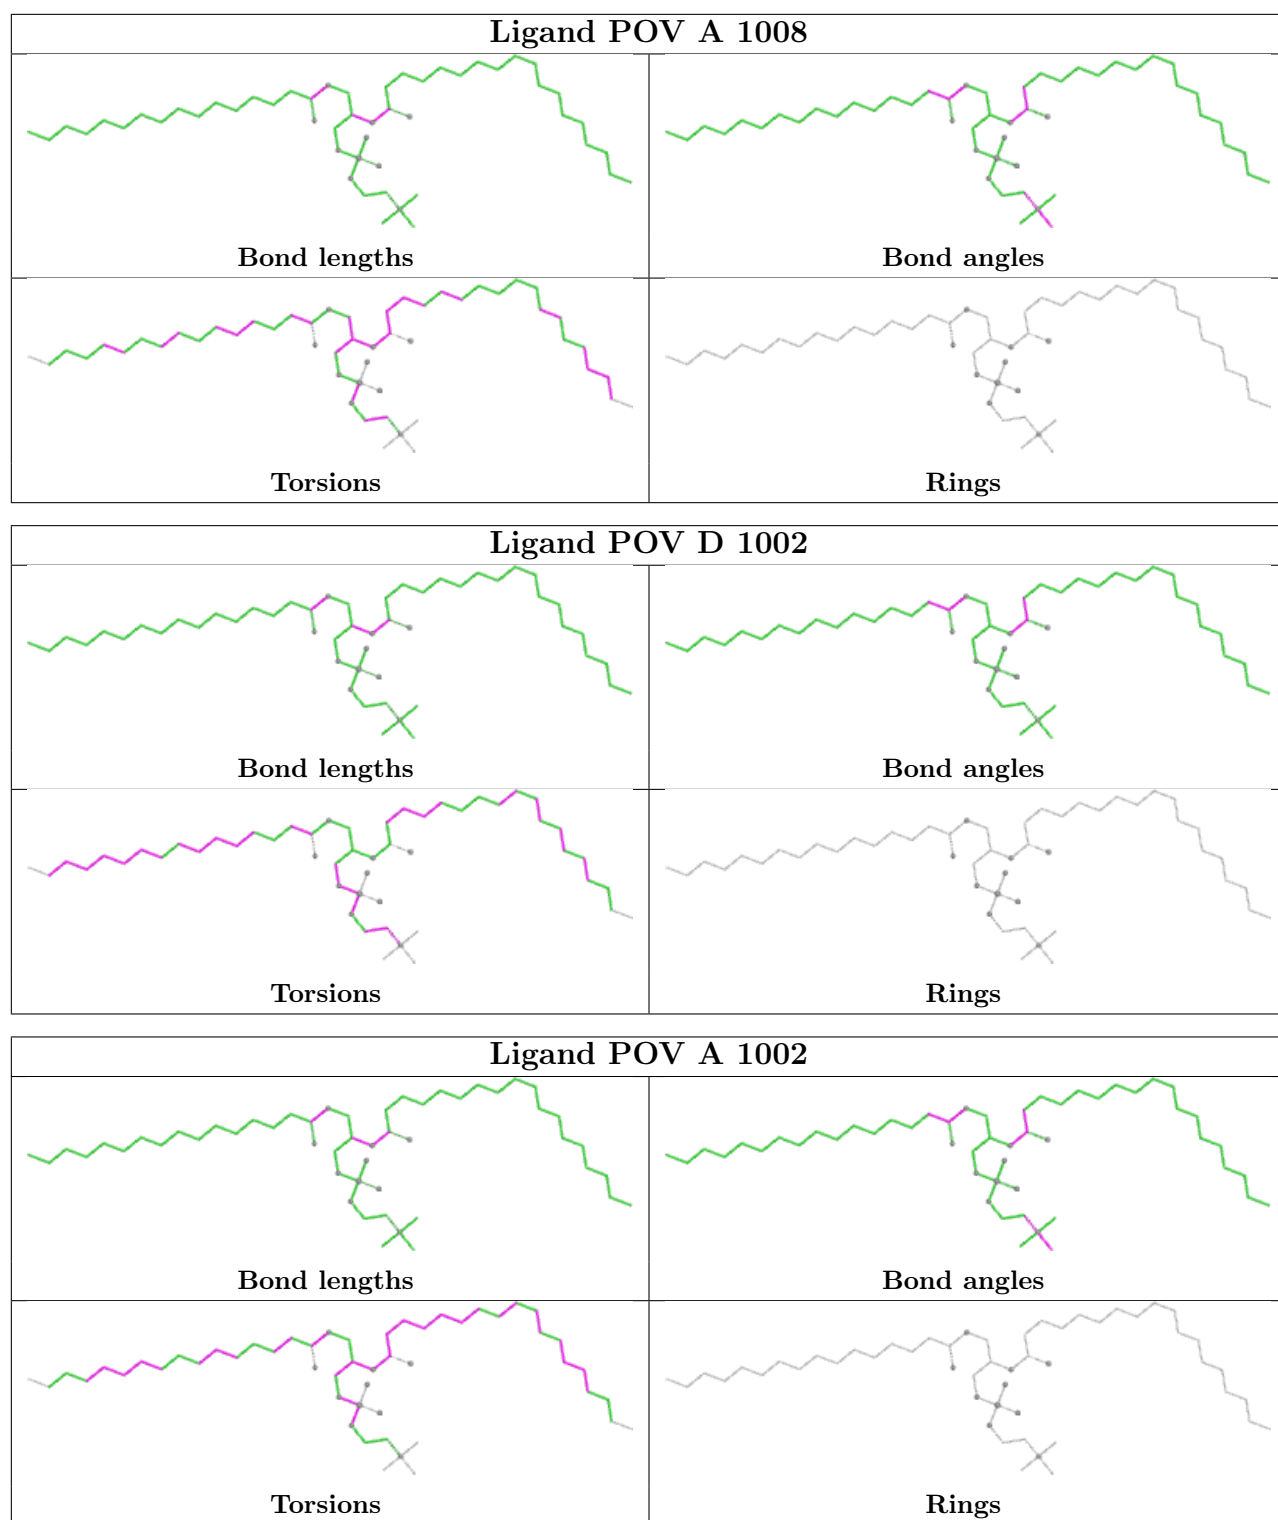 Ligand POV A 1008
Bond lengths
Bond angles
Torsions
Rings
Ligand POV D 1002
Bond lengths
Bond angles
Torsions
Rings
Ligand POV A 1002
Bond lengths
Bond angles
Torsions
Rings